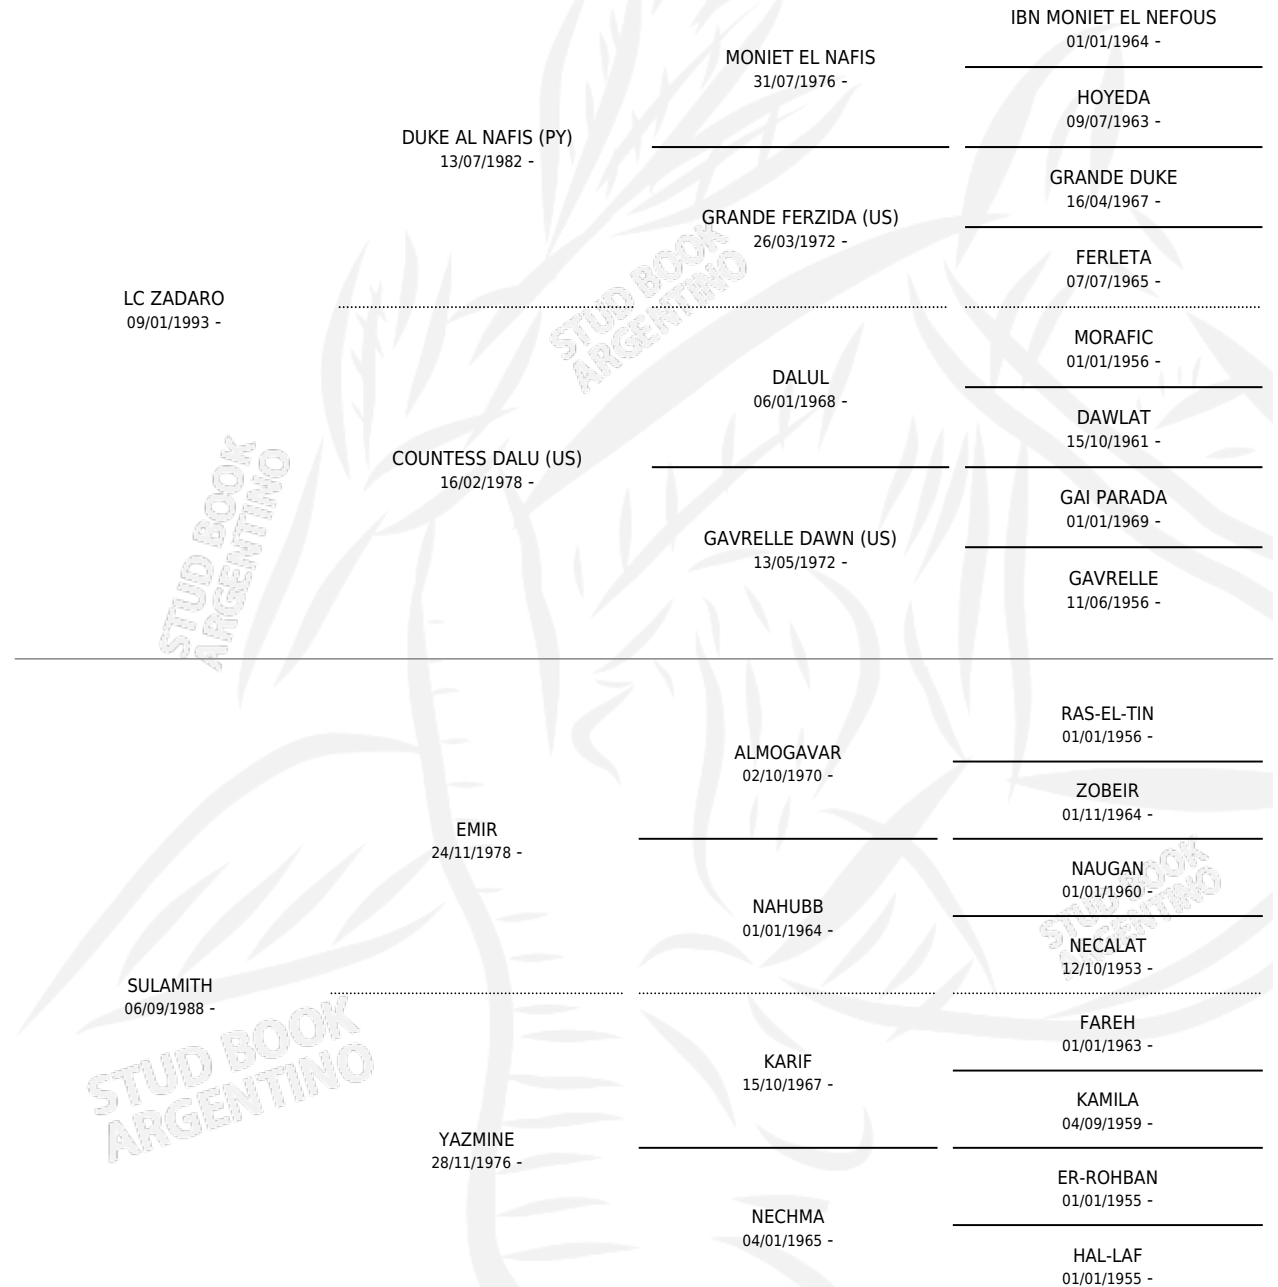 IBN MONIET EL NEFOUS
01/01/1964 -
MONIET EL NAFIS
31/07/1976 -
HOYEDA
09/07/1963 -
DUKE AL NAFIS (PY)
13/07/1982 -
GRANDE DUKE
16/04/1967 -
GRANDE FERZIDA (US)
26/03/1972 -
FERLETA
07/07/1965 -
LC ZADARO
09/01/1993 -
STUD BOOK
ARGENTINO
MORAFIC
01/01/1956 -
DALUL
06/01/1968 -
DAWLAT
15/10/1961 -
COUNTESS DALU (US)
16/02/1978 -
GAI PARADA
01/01/1969 -
GAVRELLE DAWN (US)
13/05/1972 -
GAVRELLE
11/06/1956 -
STUD BOOK
ARGENTINO
RAS-EL-TIN
01/01/1956 -
ALMOGAVAR
02/10/1970 -
ZOBEIR
01/11/1964 -
EMIR
24/11/1978 -
NAUGAN
01/01/1960 -
NAHUBB
01/01/1964 -
NECALAT
12/10/1953 -
STUD BOOK
ARGENTINO
SULAMITH
06/09/1988 -
FAREH
01/01/1963 -
KARIF
15/10/1967 -
KAMILA
04/09/1959 -
STUD BOOK
ARGENTINO
YAZMINE
28/11/1976 -
ER-ROHBAN
01/01/1955 -
NECHMA
04/01/1965 -
HAL-LAF
01/01/1955 -